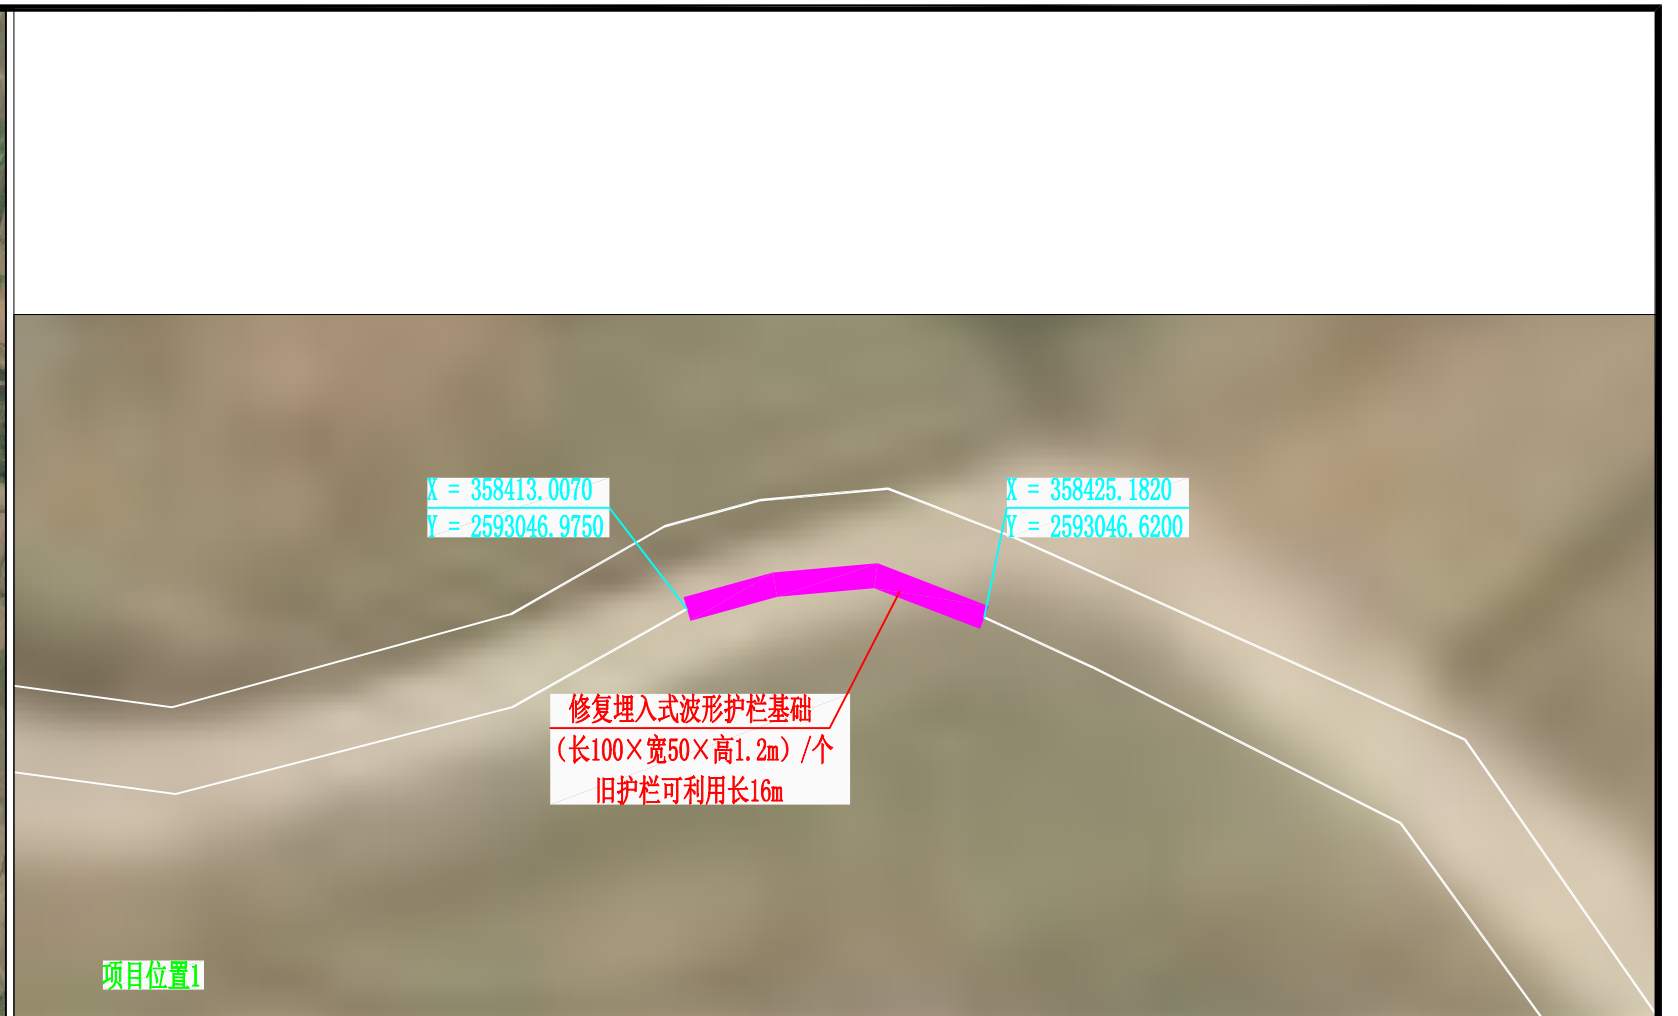 X = 358413.0070
Y = 2593046.9750
X = 358425.1820
Y = 2593046.6200
修复埋入式波形护栏基础
(长100×宽50×高1.2m) /个
旧护栏可利用长16m
项目位置1